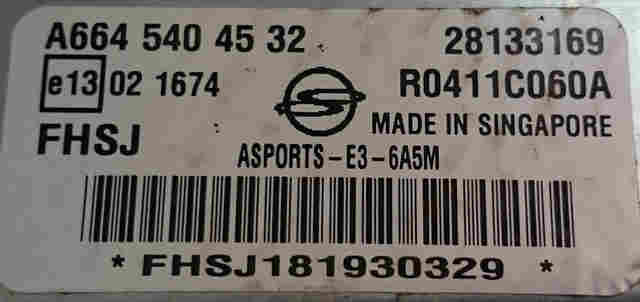 A664 540 45 32 28133169
e13 02 1674 R0411C060A
FHSJ MADE IN SINGAPORE
ASPORTS-E3-6A5M
* FHSJ181930329 *